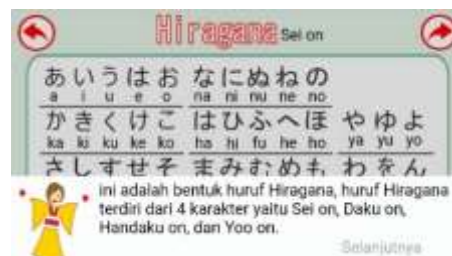 Hiragana Sei on
あ い う は お な に ぬ ね の
a i u e o na ni nu ne no
か き く け こ は ひ ふ へ ほ や ゆ よ
ka ki ku ke ko ha hi fu he ho ya yu yo
さ し す せ そ ま み む め も わ を ん
ini adalah bentuk huruf Hiragana, huruf Hiragana
terdiri dari 4 karakter yaitu Sei on, Daku on,
Handaku on, dan Yoo on.
Selanjutnya